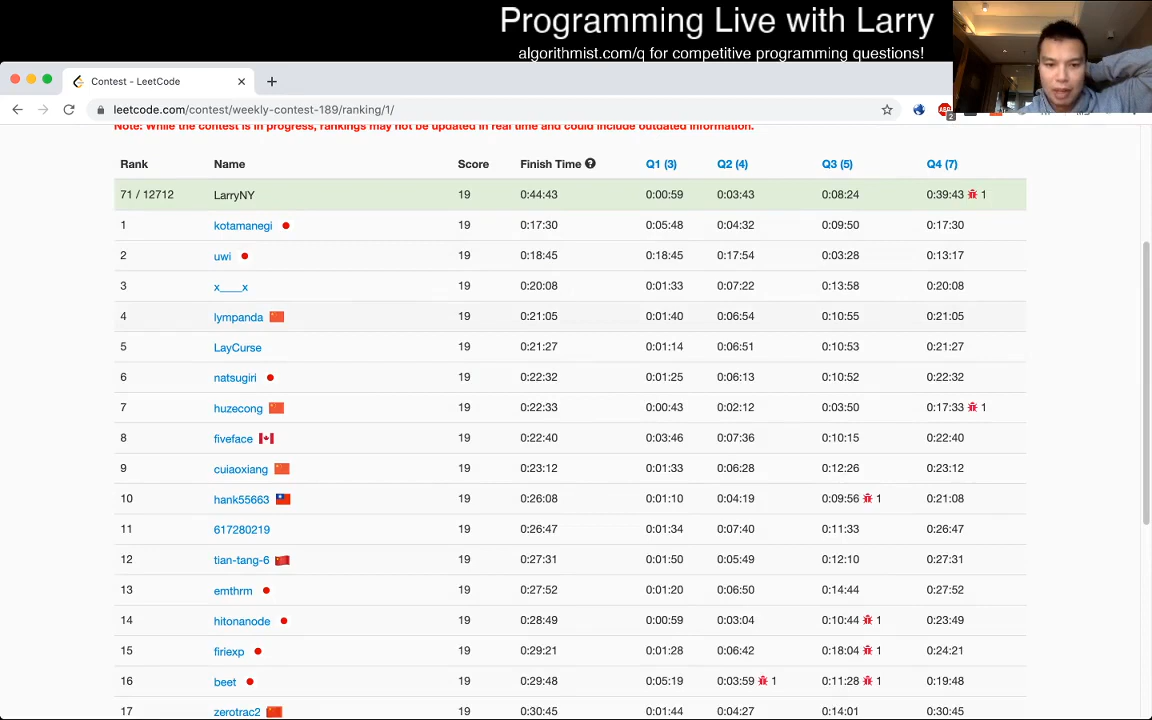 Programming Live with Larry
algorithmist.com/q for competitive programming questions!
Contest - LeetCode
leetcode.com/contest/weekly-contest-189/ranking/1/
Note: While the contest is in progress, rankings may not be updated in real time and could include outdated information.
Rank Name Score Finish Time Q1 (3) Q2 (4) Q3 (5) Q4 (7)
71 / 12712 LarryNY 19 0:44:43 0:00:59 0:03:43 0:08:24 0:39:43 1
1 kotamanegi 19 0:17:30 0:05:48 0:04:32 0:09:50 0:17:30
2 uwi 19 0:18:45 0:18:45 0:17:54 0:03:28 0:13:17
3 x____x 19 0:20:08 0:01:33 0:07:22 0:13:58 0:20:08
4 lympanda 19 0:21:05 0:01:40 0:06:54 0:10:55 0:21:05
5 LayCurse 19 0:21:27 0:01:14 0:06:51 0:10:53 0:21:27
6 natsugiri 19 0:22:32 0:01:25 0:06:13 0:10:52 0:22:32
7 huzecong 19 0:22:33 0:00:43 0:02:12 0:03:50 0:17:33 1
8 fiveface 19 0:22:40 0:03:46 0:07:36 0:10:15 0:22:40
9 cuiaoxiang 19 0:23:12 0:01:33 0:06:28 0:12:26 0:23:12
10 hank55663 19 0:26:08 0:01:10 0:04:19 0:09:56 1 0:21:08
11 617280219 19 0:26:47 0:01:34 0:07:40 0:11:33 0:26:47
12 tian-tang-6 19 0:27:31 0:01:50 0:05:49 0:12:10 0:27:31
13 emthrm 19 0:27:52 0:01:20 0:06:50 0:14:44 0:27:52
14 hitonanode 19 0:28:49 0:00:59 0:03:04 0:10:44 1 0:23:49
15 firiexp 19 0:29:21 0:01:28 0:06:42 0:18:04 1 0:24:21
16 beet 19 0:29:48 0:05:19 0:03:59 1 0:11:28 1 0:19:48
17 zerotrac2 19 0:30:45 0:01:44 0:04:27 0:14:01 0:30:45